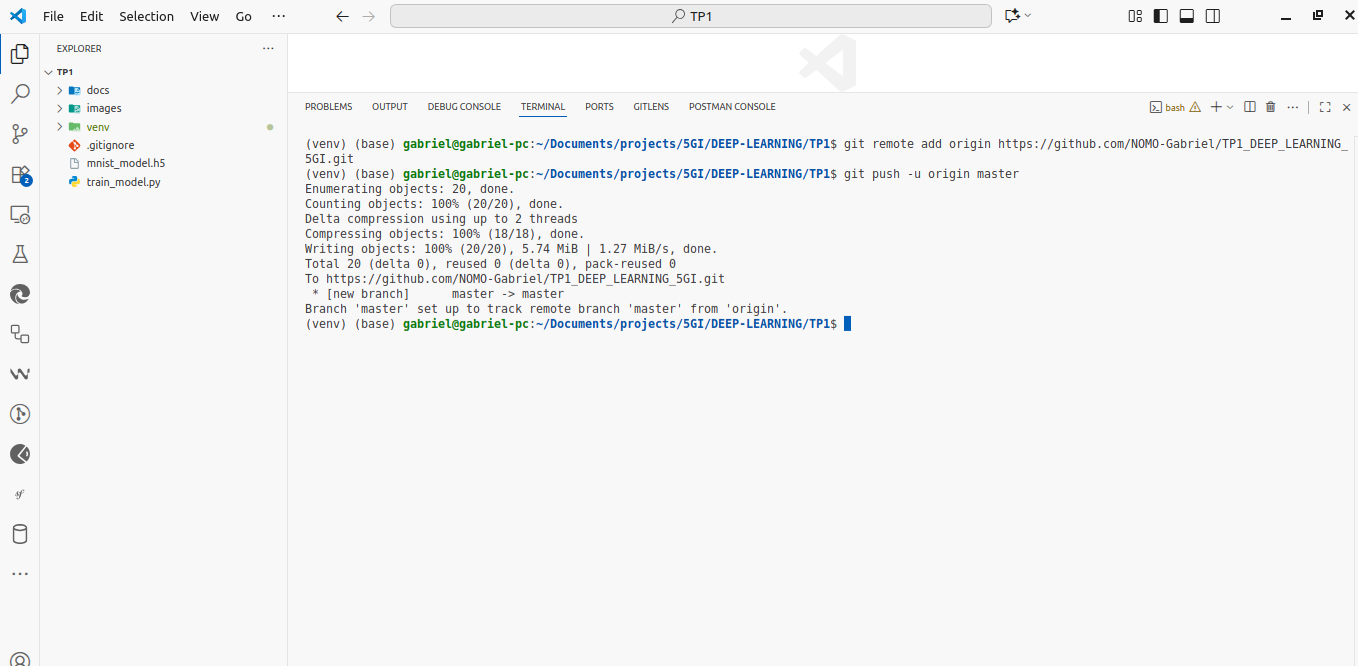 File Edit Selection View Go ···
TP1
EXPLORER
TP1
docs
images
venv
.gitignore
mnist_model.h5
train_model.py
2
PROBLEMS OUTPUT DEBUG CONSOLE TERMINAL PORTS GITLENS POSTMAN CONSOLE
bash
(venv) (base) gabriel@gabriel-pc:~/Documents/projects/5GI/DEEP-LEARNING/TP1$ git remote add origin https://github.com/NOMO-Gabriel/TP1_DEEP_LEARNING_
5GI.git
(venv) (base) gabriel@gabriel-pc:~/Documents/projects/5GI/DEEP-LEARNING/TP1$ git push -u origin master
Enumerating objects: 20, done.
Counting objects: 100% (20/20), done.
Delta compression using up to 2 threads
Compressing objects: 100% (18/18), done.
Writing objects: 100% (20/20), 5.74 MiB | 1.27 MiB/s, done.
Total 20 (delta 0), reused 0 (delta 0), pack-reused 0
To https://github.com/NOMO-Gabriel/TP1_DEEP_LEARNING_5GI.git
 * [new branch]      master -> master
Branch 'master' set up to track remote branch 'master' from 'origin'.
(venv) (base) gabriel@gabriel-pc:~/Documents/projects/5GI/DEEP-LEARNING/TP1$